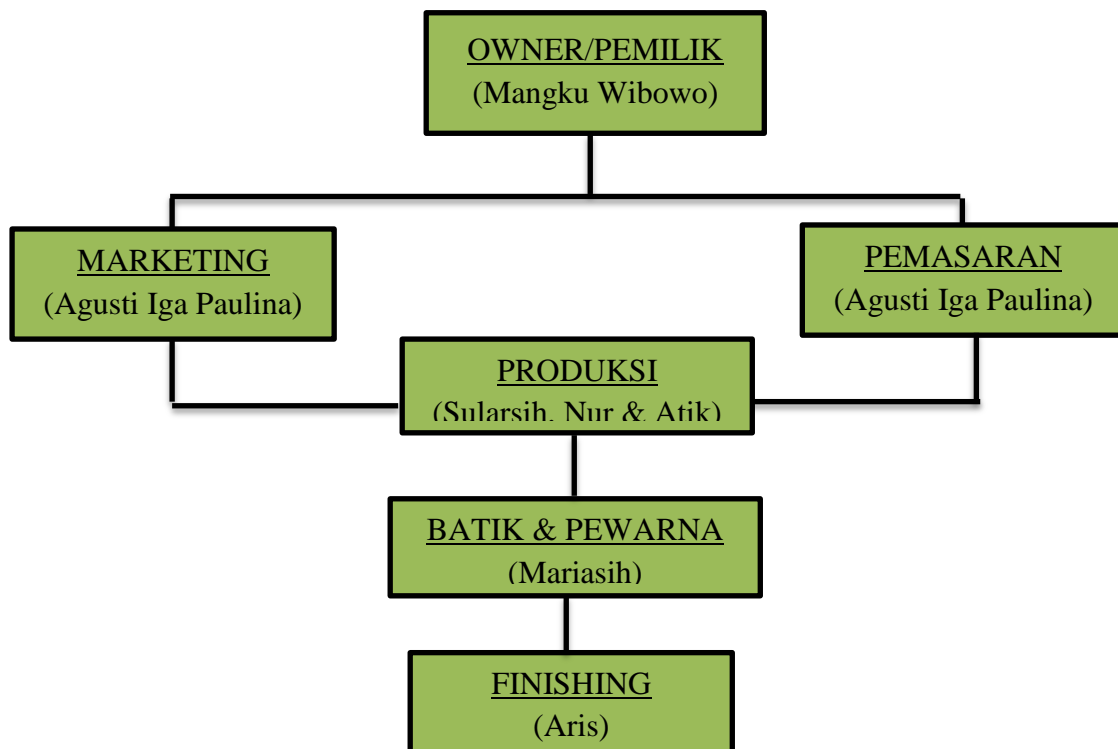 OWNER/PEMILIK
(Mangku Wibowo)
MARKETING
(Agusti Iga Paulina)
PEMASARAN
(Agusti Iga Paulina)
PRODUKSI
(Sularsih, Nur & Atik)
BATIK & PEWARNA
(Mariasih)
FINISHING
(Aris)